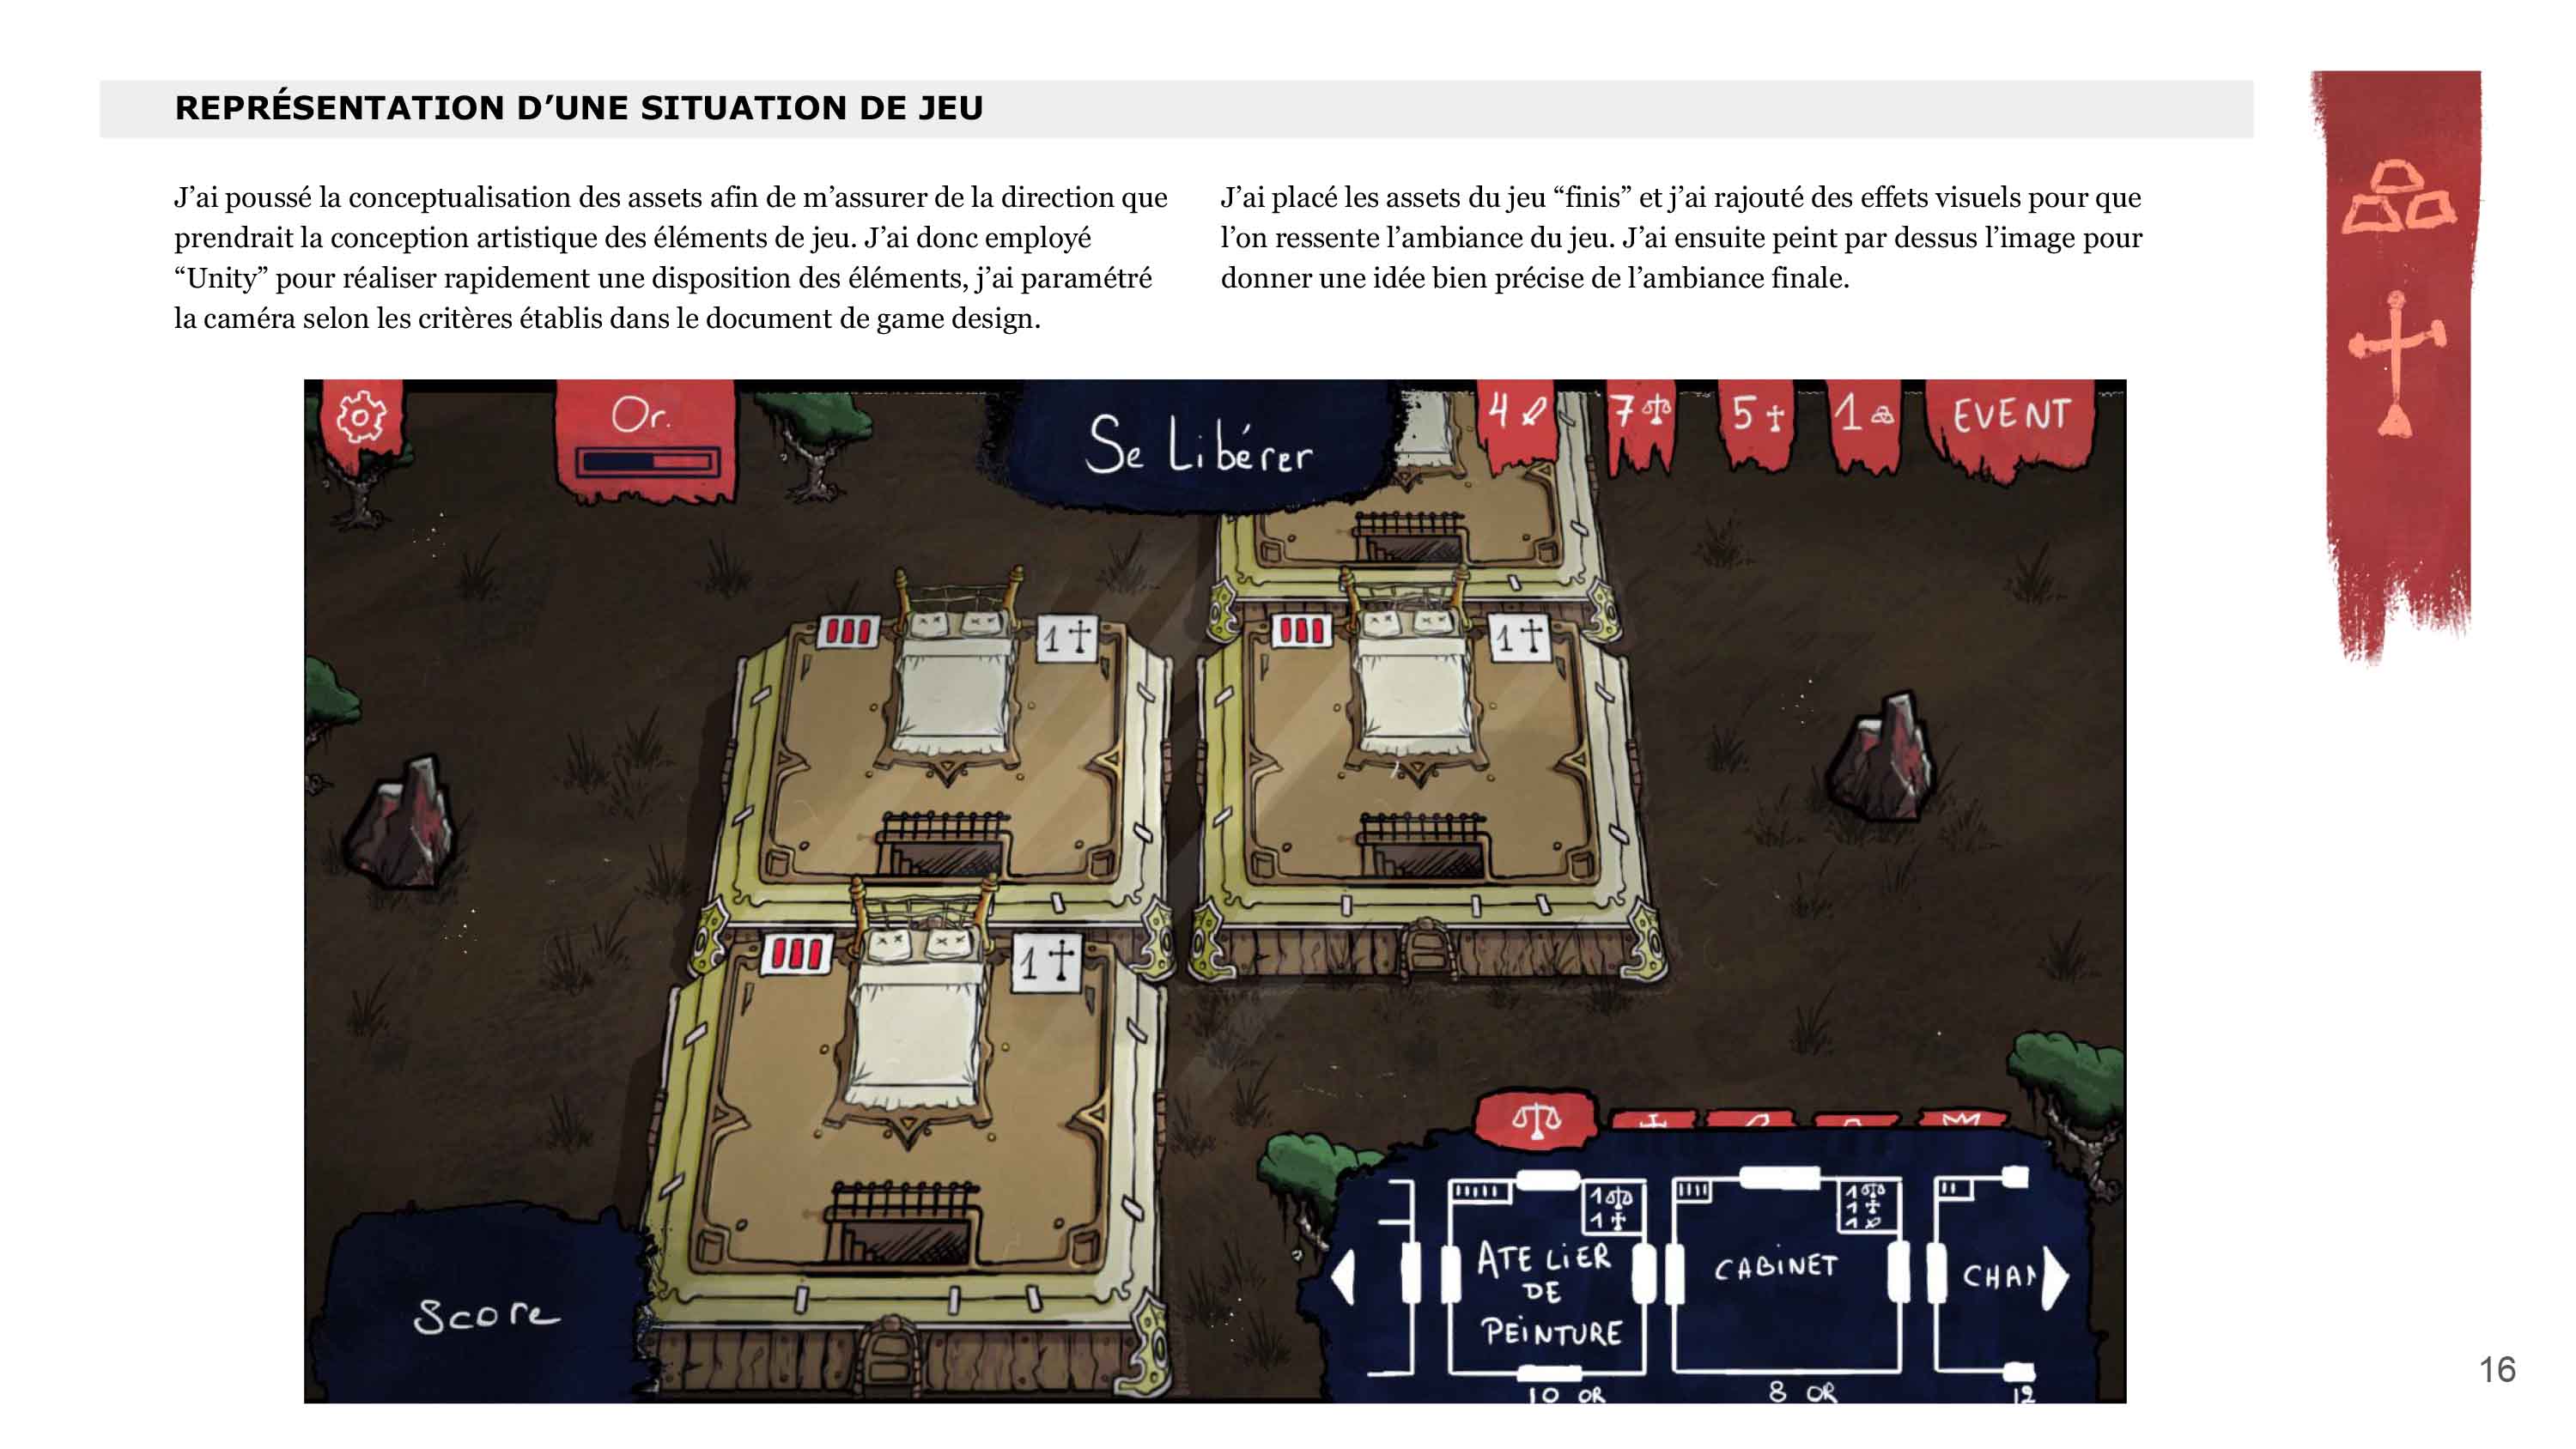 REPRÉSENTATION D’UNE SITUATION DE JEU
J’ai poussé la conceptualisation des assets afin de m’assurer de la direction que
prendrait la conception artistique des éléments de jeu. J’ai donc employé
“Unity” pour réaliser rapidement une disposition des éléments, j’ai paramétré
la caméra selon les critères établis dans le document de game design.
J’ai placé les assets du jeu “finis” et j’ai rajouté des effets visuels pour que
l’on ressente l’ambiance du jeu. J’ai ensuite peint par dessus l’image pour
donner une idée bien précise de l’ambiance finale.
Or.
Se Libérer
4
7
5
1
EVENT
1
1
1
Score
1
1
ATELIER
DE
PEINTURE
10 OR
1
1
1
CABINET
8 OR
CHAN
12
16